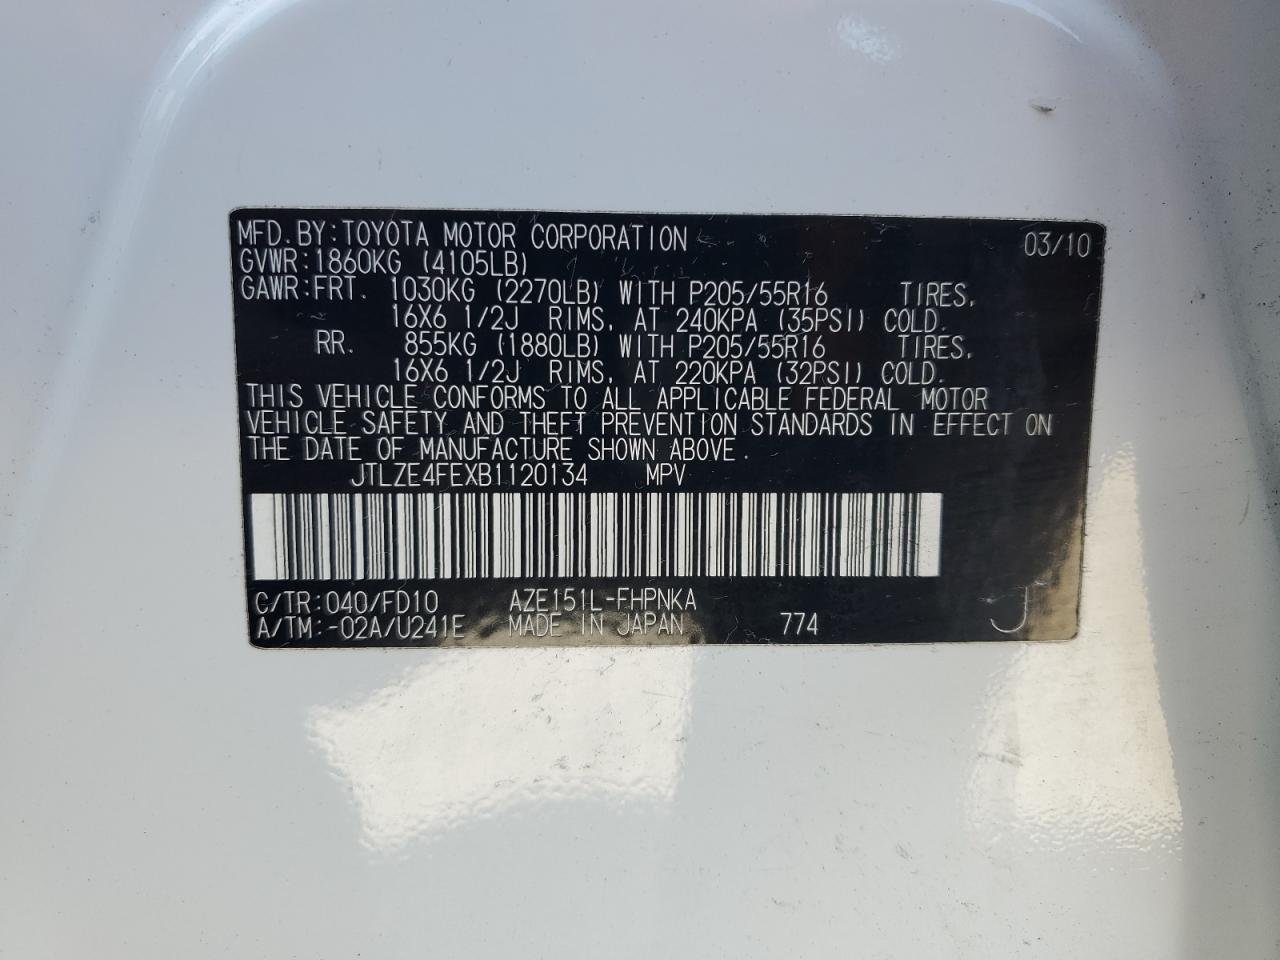 MFD. BY: TOYOTA MOTOR CORPORATION 03/10
GVWR: 1860KG (4105LB)
GAWR: FRT. 1030KG (2270LB) WITH P205/55R16 TIRES,
16X6 1/2J RIMS, AT 240KPA (35PSI) COLD.
RR. 855KG (1880LB) WITH P205/55R16 TIRES,
16X6 1/2J RIMS, AT 220KPA (32PSI) COLD.
THIS VEHICLE CONFORMS TO ALL APPLICABLE FEDERAL MOTOR
VEHICLE SAFETY AND THEFT PREVENTION STANDARDS IN EFFECT ON
THE DATE OF MANUFACTURE SHOWN ABOVE.
JTLZE4FEXB1120134 MPV
C/TR: 040/FD10 AZE151L-FHPNKA
A/TM: -02A/U241E MADE IN JAPAN 774 J